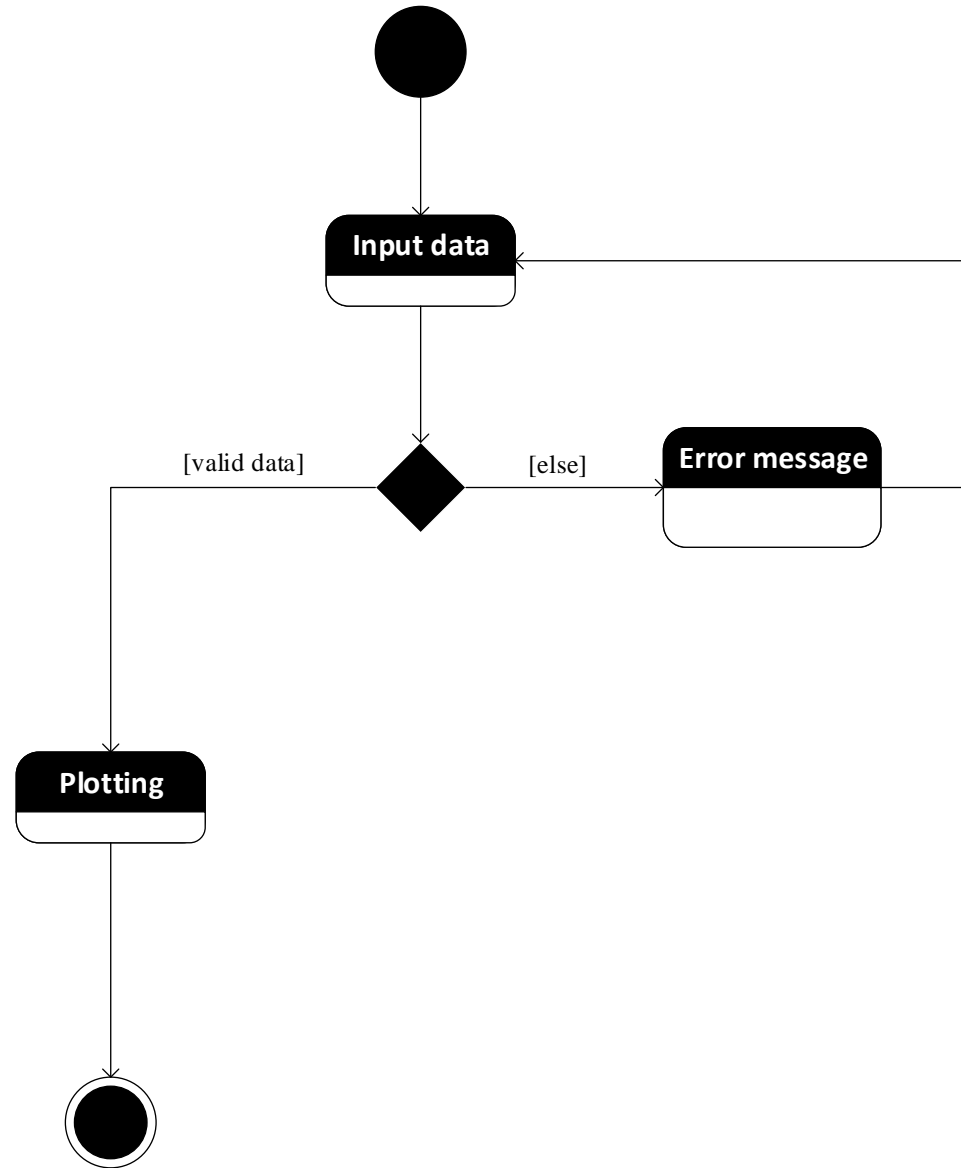 Input data
[valid data]
[else]
Error message
Plotting